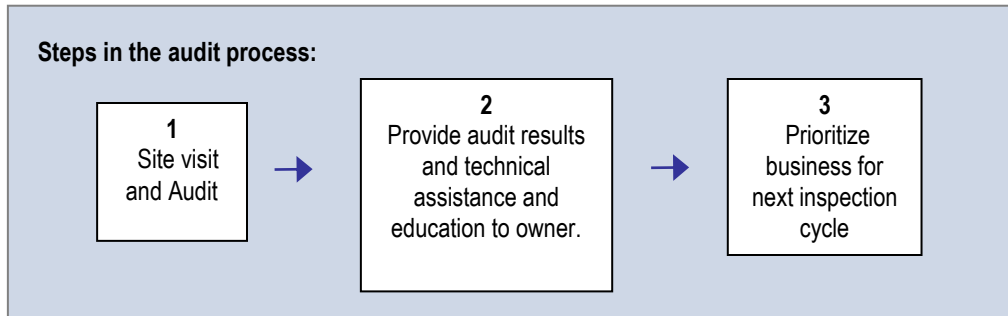 Steps in the audit process:
1
Site visit
and Audit
2
Provide audit results
and technical
assistance and
education to owner.
3
Prioritize
business for
next inspection
cycle